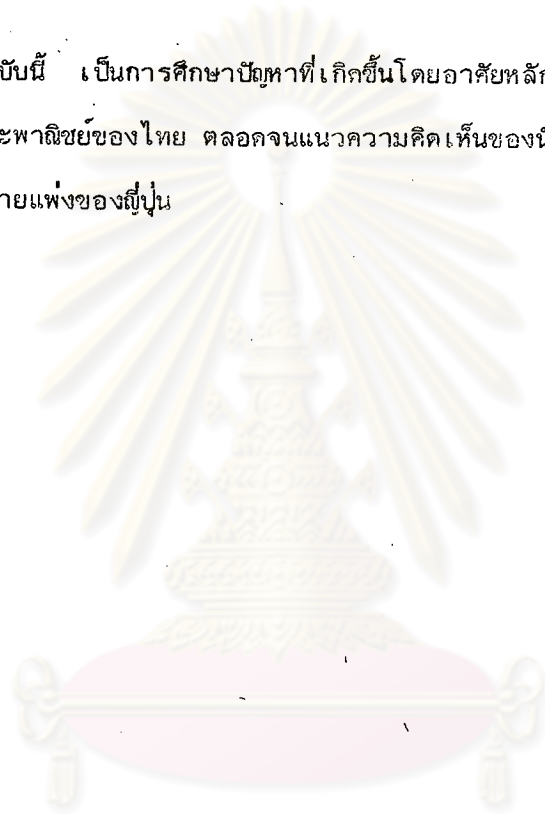 บับนี้ เป็นการศึกษาปัญหาที่เกิดขึ้นโดยอาศัยหลัก
ะพาณิชย์ของไทย ตลอดจนแนวความคิดเห็นของนั
ายแพ่งของญี่ปุ่น